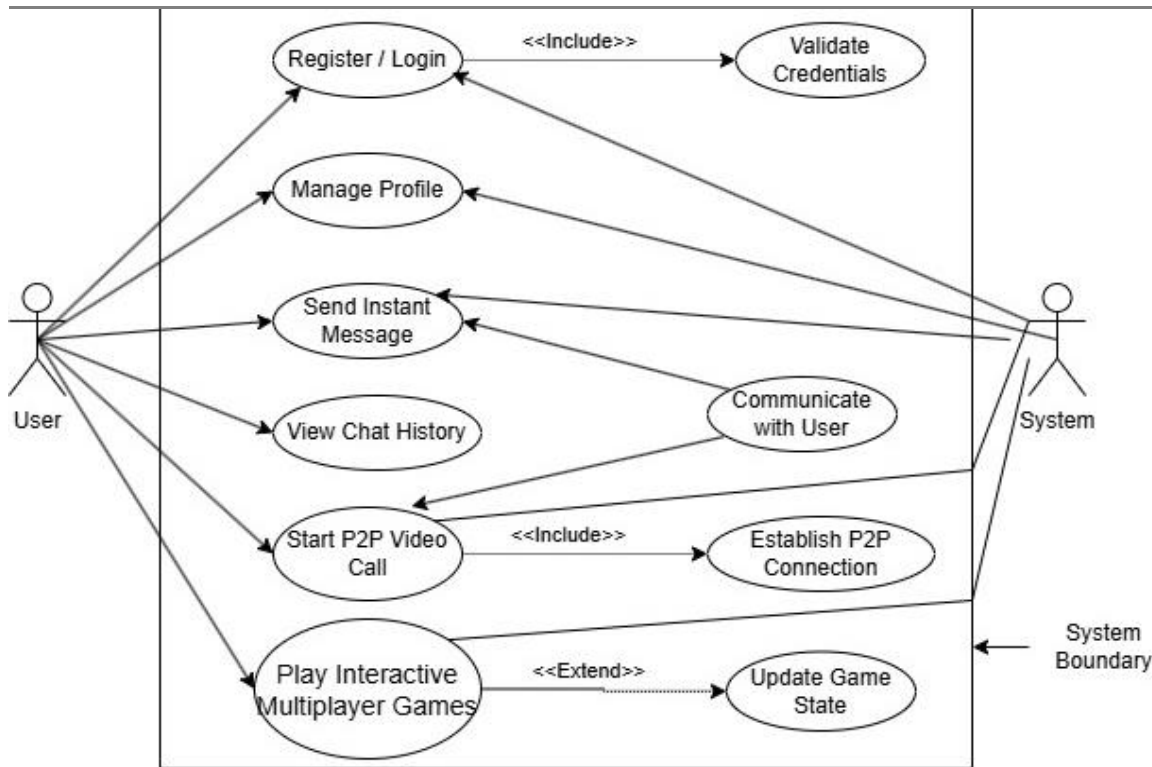 Register / Login
<<Include>>
Validate
Credentials
Manage Profile
Send Instant
Message
User
View Chat History
Communicate
with User
System
Start P2P Video
Call
<<Include>>
Establish P2P
Connection
System
Boundary
Play Interactive
Multiplayer Games
<<Extend>>
Update Game
State